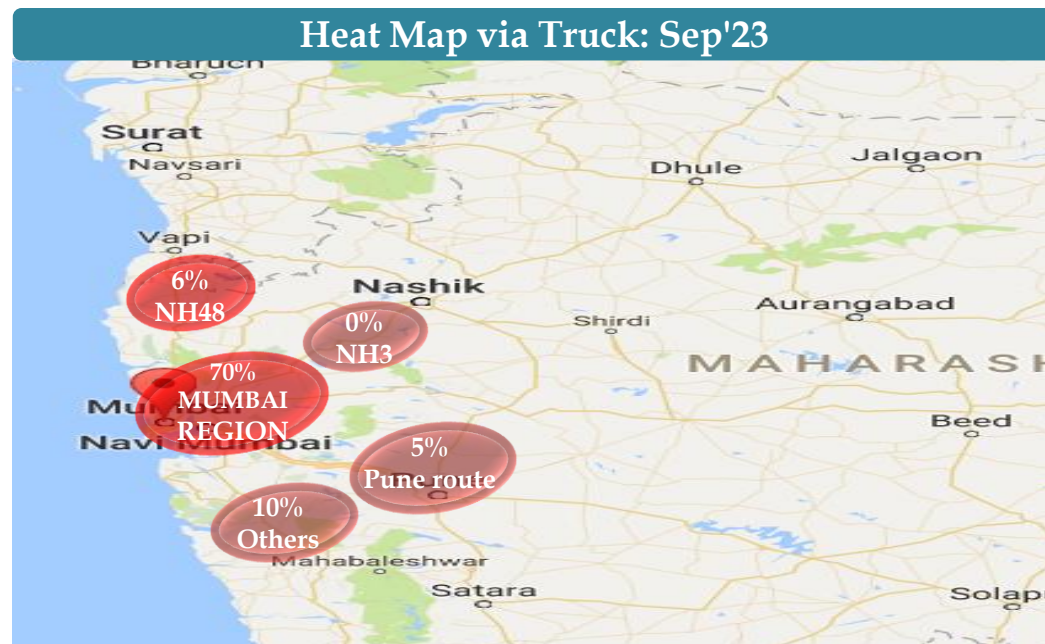 Heat Map via Truck: Sep'23
Bharuch
Surat
Navsari
Dhule
Jalgaon
Vapi
6%
NH48
Nashik
0%
NH3
Shirdi
Aurangabad
MAHARASH
70%
MUMBAI
REGION
Mumbai
Navi Mumbai
Beed
5%
Pune route
10%
Others
Mahabaleshwar
Satara
Solap